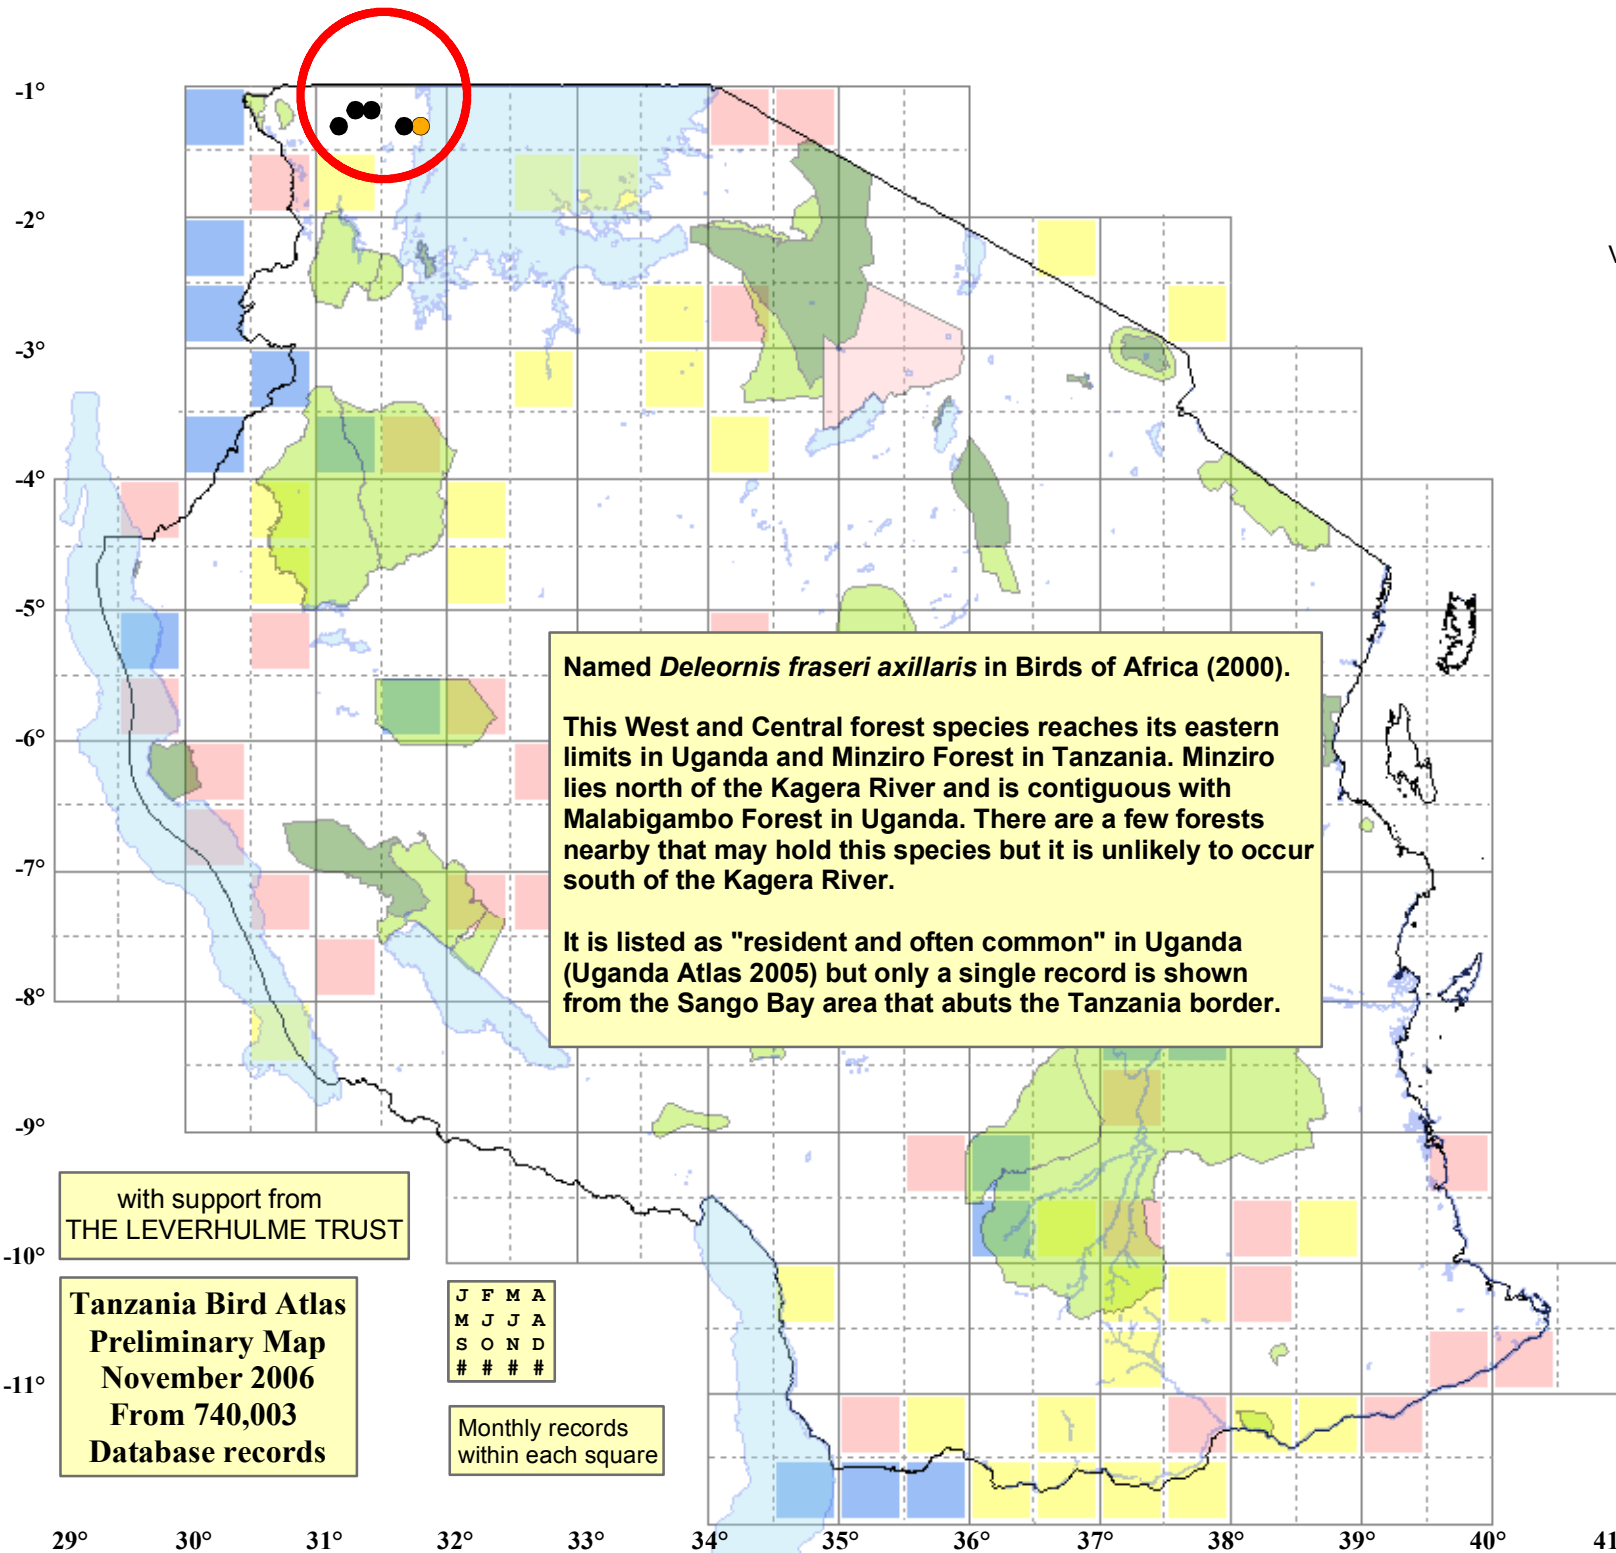 -1°
-2°
-3°
-4°
-5°
-6°
-7°
-8°
-9°
-10°
-11°
Named Deleornis fraseri axillaris in Birds of Africa (2000).
This West and Central forest species reaches its eastern
limits in Uganda and Minziro Forest in Tanzania. Minziro
lies north of the Kagera River and is contiguous with
Malabigambo Forest in Uganda. There are a few forests
nearby that may hold this species but it is unlikely to occur
south of the Kagera River.
It is listed as "resident and often common" in Uganda
(Uganda Atlas 2005) but only a single record is shown
from the Sango Bay area that abuts the Tanzania border.
with support from
THE LEVERHULME TRUST
Tanzania Bird Atlas
Preliminary Map
November 2006
From 740,003
Database records
J F M A
M J J A
S O N D
# # # #
Monthly records
within each square
29° 30° 31° 32° 33° 34° 35° 36° 37° 38° 39° 40° 41